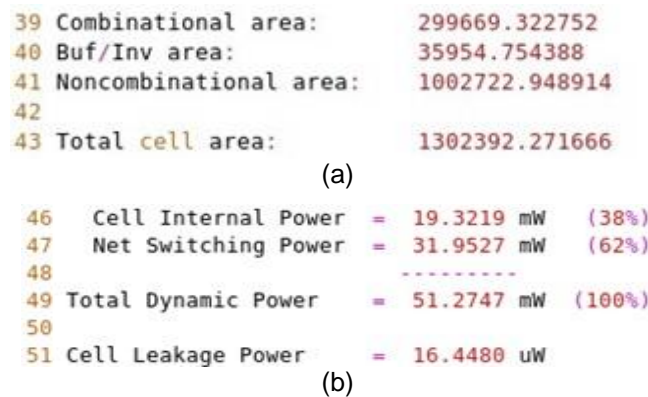 39 Combinational area: 299669.322752
40 Buf/Inv area: 35954.754388
41 Noncombinational area: 1002722.948914
42
43 Total cell area: 1302392.271666
(a)
46 Cell Internal Power = 19.3219 mW (38%)
47 Net Switching Power = 31.9527 mW (62%)
48 ---------
49 Total Dynamic Power = 51.2747 mW (100%)
50
51 Cell Leakage Power = 16.4480 uW
(b)